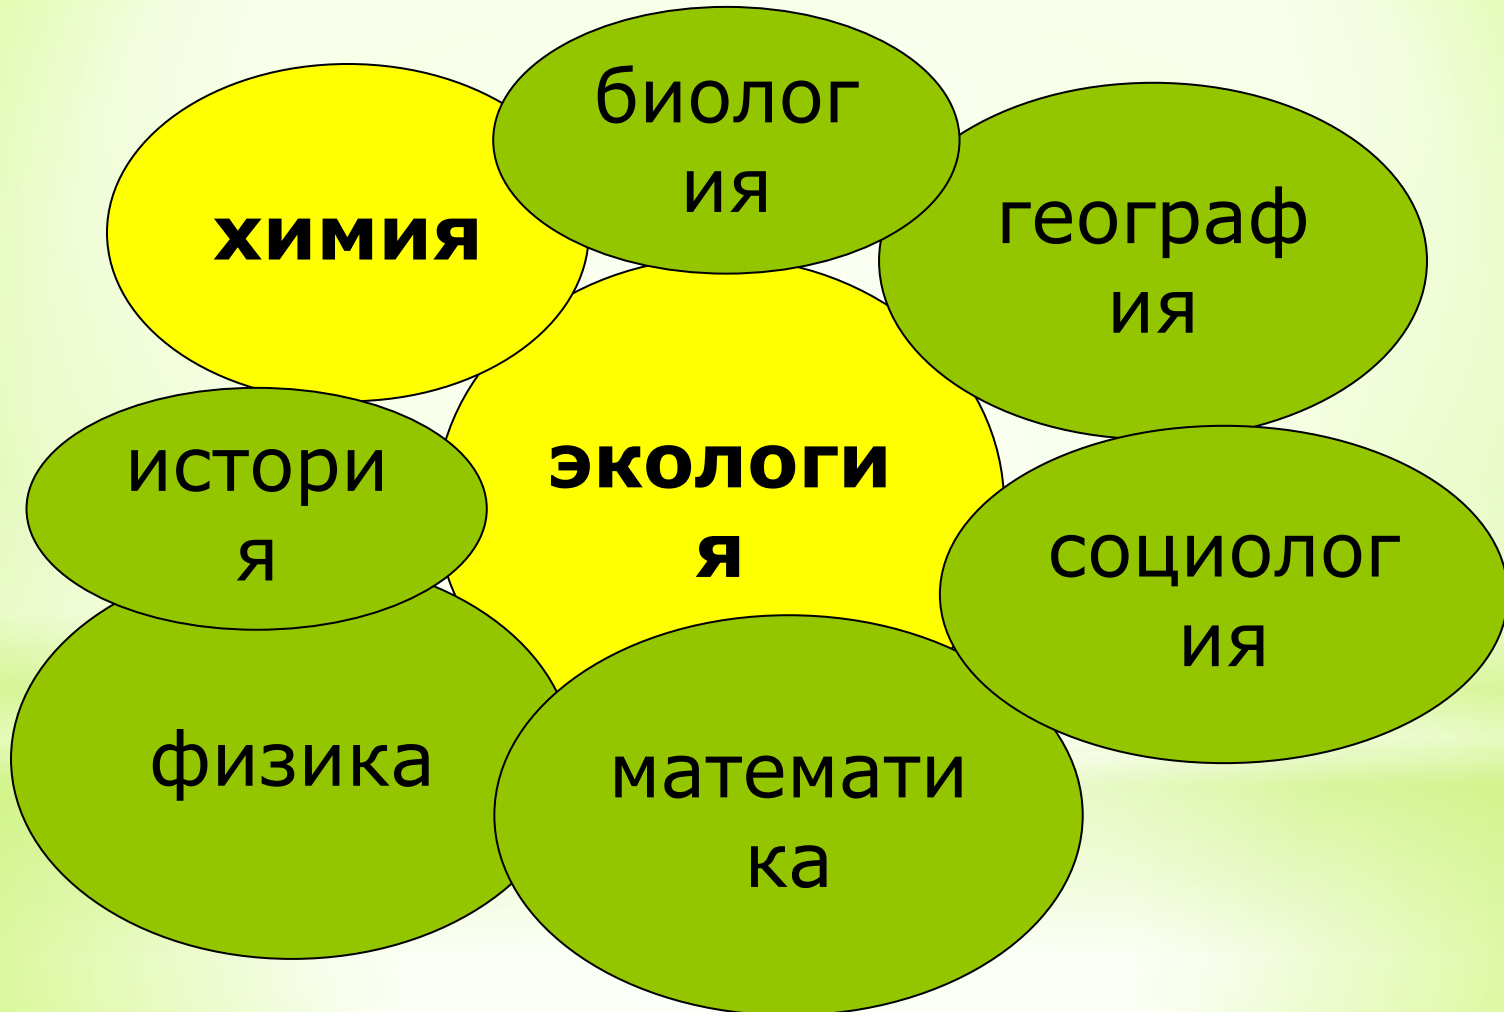 биолог
ия
химия
географ
ия
истори
я
экологи
я
социолог
ия
физика
математи
ка